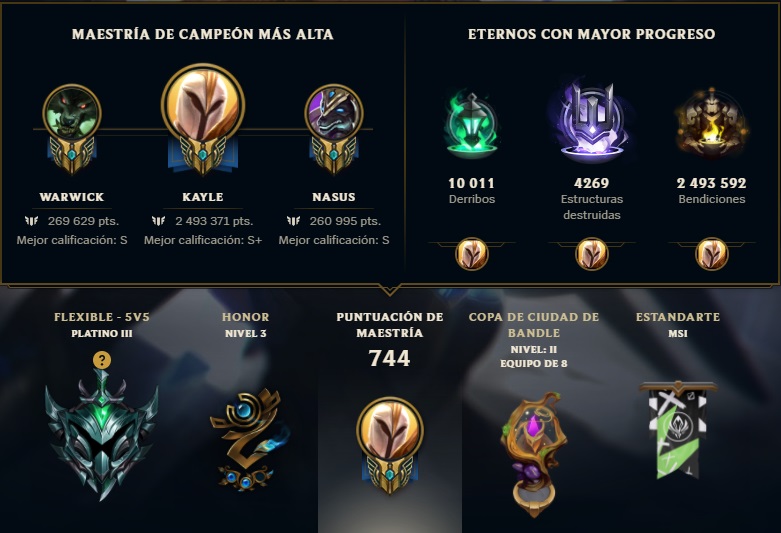 MAESTRÍA DE CAMPEÓN MÁS ALTA
WARWICK
269 629 pts.
Mejor calificación: S
KAYLE
2 493 371 pts.
Mejor calificación: S+
NASUS
260 995 pts.
Mejor calificación: S
ETERNOS CON MAYOR PROGRESO
10 011
Derribos
4269
Estructuras
destruidas
2 493 592
Bendiciones
FLEXIBLE - 5V5
PLATINO III
?
HONOR
NIVEL 3
PUNTUACIÓN DE
MAESTRÍA
744
COPA DE CIUDAD DE
BANDLE
NIVEL: II
EQUIPO DE 8
ESTANDARTE
MSI